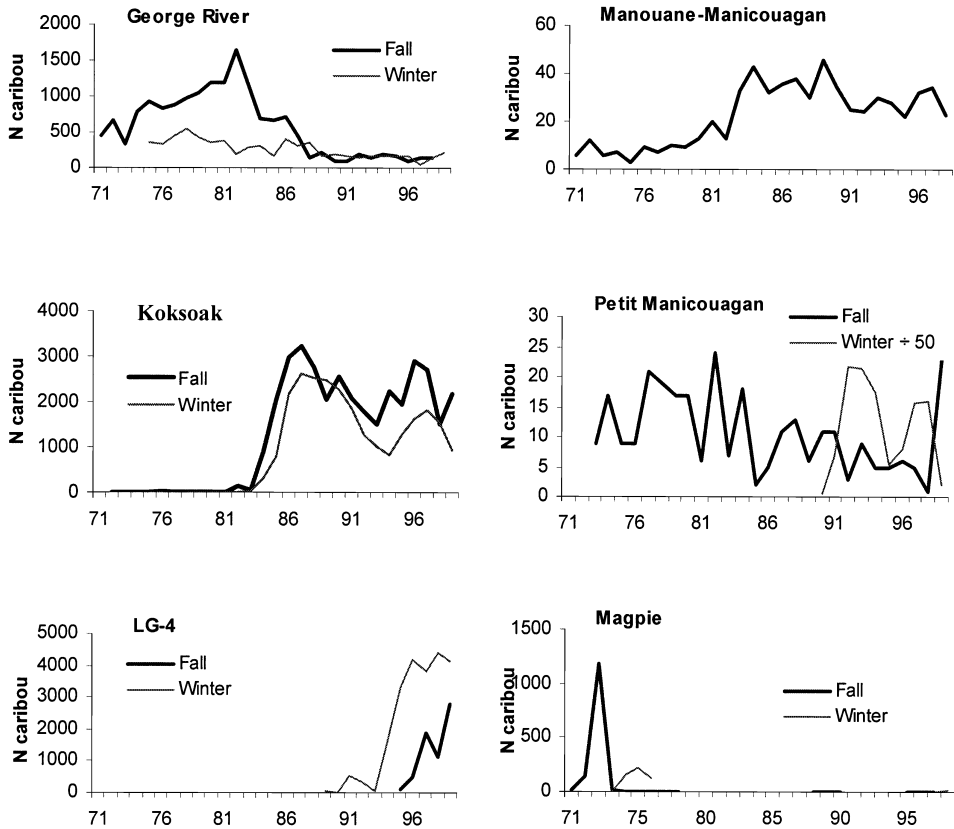 George River
N caribou
2000
1500
1000
500
0
Fall
Winter
71 76 81 86 91 96
Manouane-Manicouagan
N caribou
60
40
20
0
71 76 81 86 91 96
Koksoak
N caribou
4000
3000
2000
1000
0
Fall
Winter
71 76 81 86 91 96
Petit Manicouagan
N caribou
30
25
20
15
10
5
0
Fall
Winter ÷ 50
71 76 81 86 91 96
LG-4
N caribou
5000
4000
3000
2000
1000
0
Fall
Winter
71 76 81 86 91 96
Magpie
N caribou
1500
1000
500
0
Fall
Winter
71 75 80 85 90 95